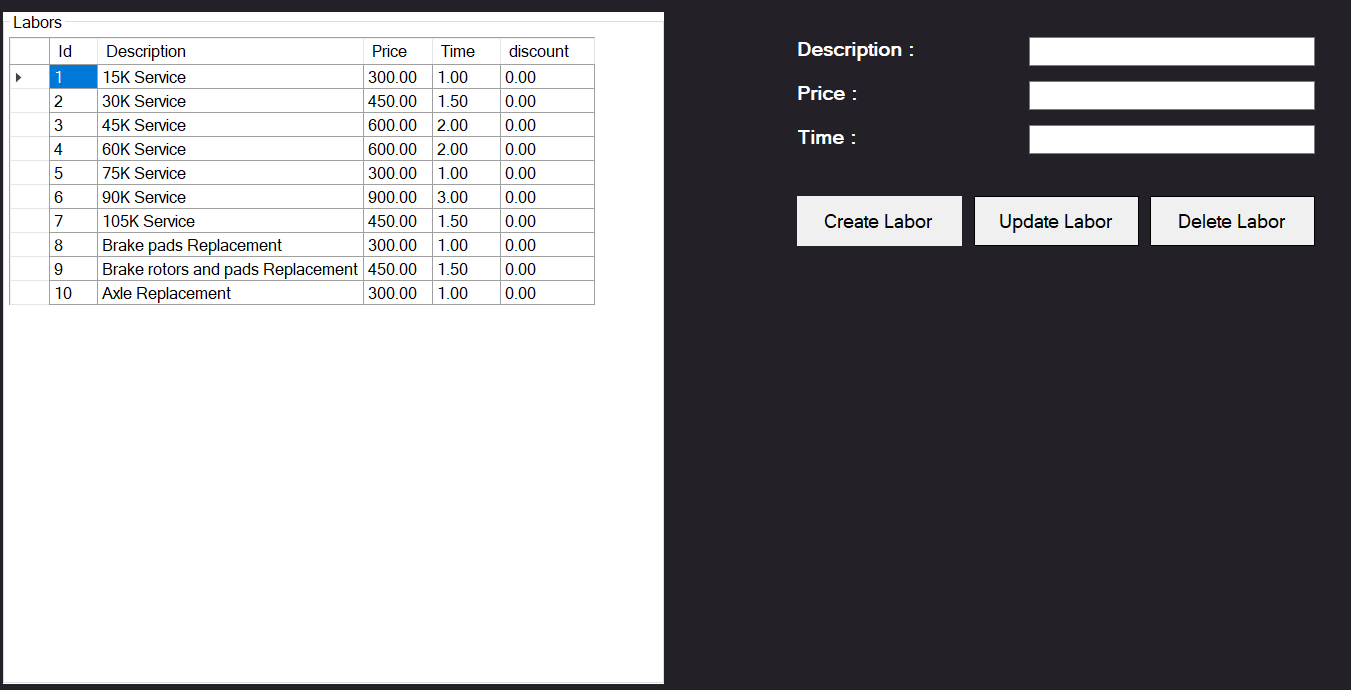 Labors
Id Description Price Time discount
1 15K Service 300.00 1.00 0.00
2 30K Service 450.00 1.50 0.00
3 45K Service 600.00 2.00 0.00
4 60K Service 600.00 2.00 0.00
5 75K Service 300.00 1.00 0.00
6 90K Service 900.00 3.00 0.00
7 105K Service 450.00 1.50 0.00
8 Brake pads Replacement 300.00 1.00 0.00
9 Brake rotors and pads Replacement 450.00 1.50 0.00
10 Axle Replacement 300.00 1.00 0.00
Description :
Price :
Time :
Create Labor Update Labor Delete Labor